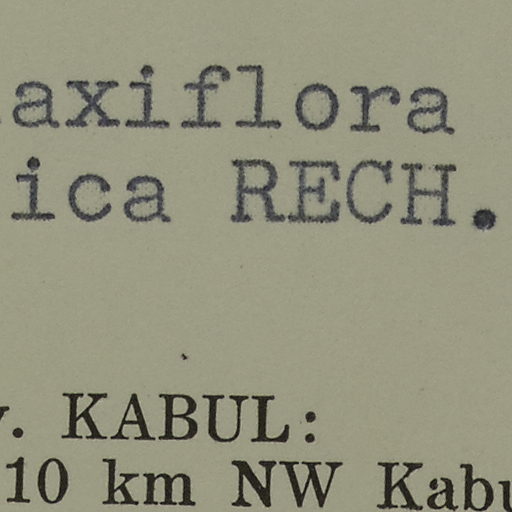 axiflora
ica RECH.
. KABUL:
10 km NW Kabu